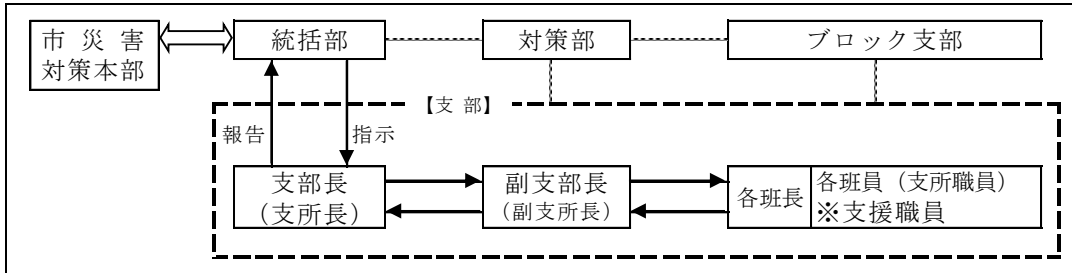 市 災 害
対策本部
統括部
対策部
ブロック支部
【支 部】
報告
指示
支部長
（支所長）
副支部長
（副支所長）
各班長
各班員（支所職員）
※支援職員